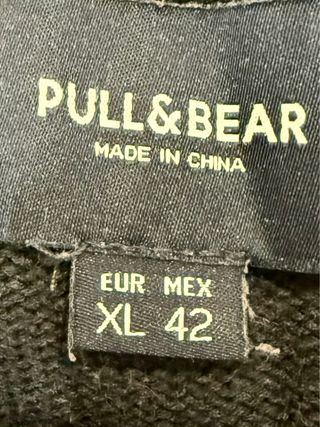 PULL&BEAR
MADE IN CHINA
EUR MEX
XL 42